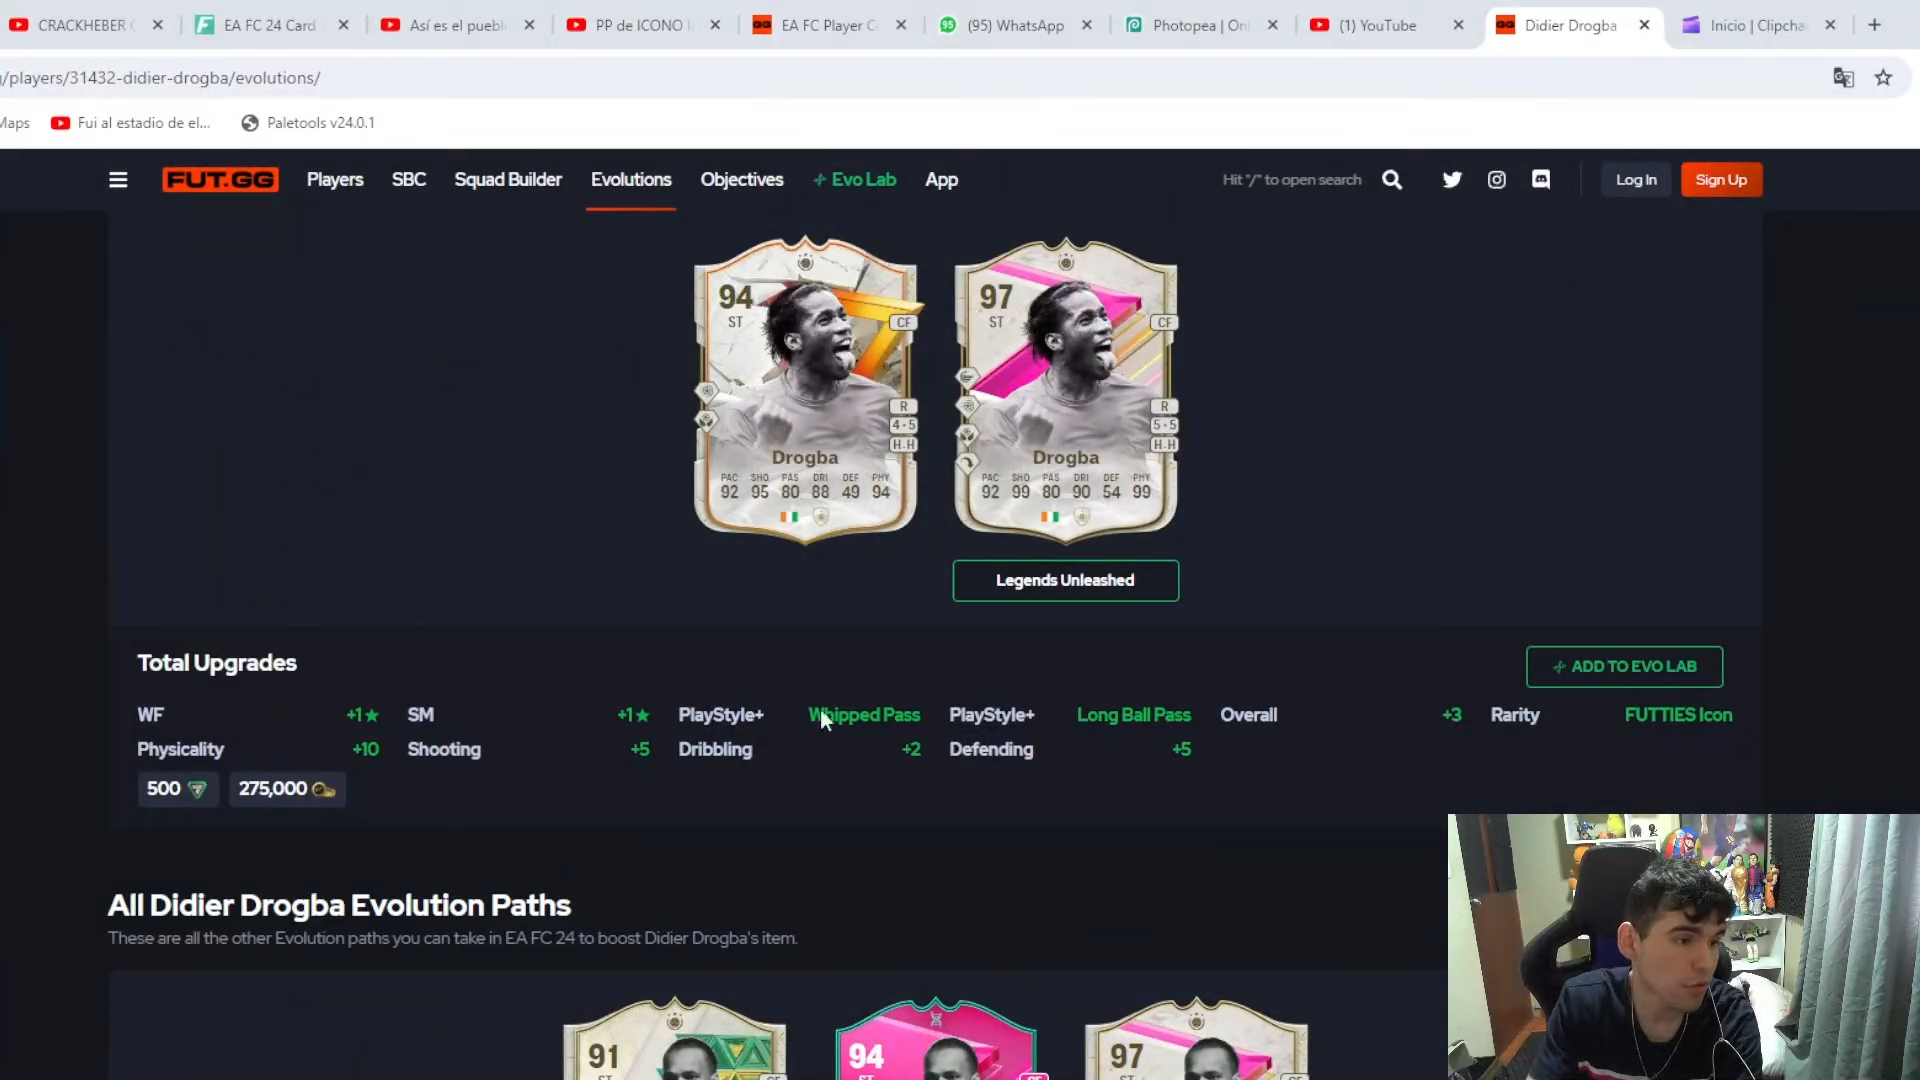 CRACKHEBER
EA FC 24 Card
Así es el puebl
PP de ICONO
EA FC Player C
(95) WhatsApp
Photopea | Onl
(1) YouTube
Didier Drogba
Inicio | Clipcha
/players/31432-didier-drogba/evolutions/
Maps
Fui al estadio de el...
Paletools v24.0.1
FUT.GG
Players
SBC
Squad Builder
Evolutions
Objectives
Evo Lab
App
Hit "/" to open search
Log In
Sign Up
94
ST
CF
R
4-5
H-H
Drogba
PAC SHO PAS DRI DEF PHY
92 95 80 88 49 94
97
ST
CF
R
5-5
H-H
Drogba
PAC SHO PAS DRI DEF PHY
92 99 80 90 54 99
Legends Unleashed
Total Upgrades
ADD TO EVO LAB
WF +1★ SM +1★ PlayStyle+ Whipped Pass PlayStyle+ Long Ball Pass Overall +3 Rarity FUTTIES Icon
Physicality +10 Shooting +5 Dribbling +2 Defending +5
500 275,000
All Didier Drogba Evolution Paths
These are all the other Evolution paths you can take in EA FC 24 to boost Didier Drogba's item.
91
94
97